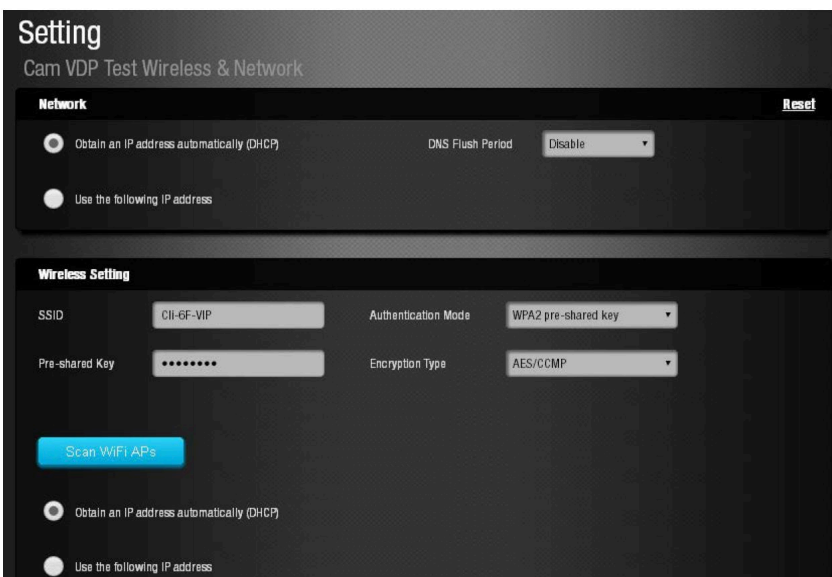 Setting
Cam VDP Test Wireless & Network
Network Reset
Obtain an IP address automatically (DHCP) DNS Flush Period Disable
Use the following IP address
Wireless Setting
SSID Cli-6F-VIP Authentication Mode WPA2 pre-shared key
Pre-shared Key •••••••• Encryption Type AES/CCMP
Scan WiFi APs
Obtain an IP address automatically (DHCP)
Use the following IP address